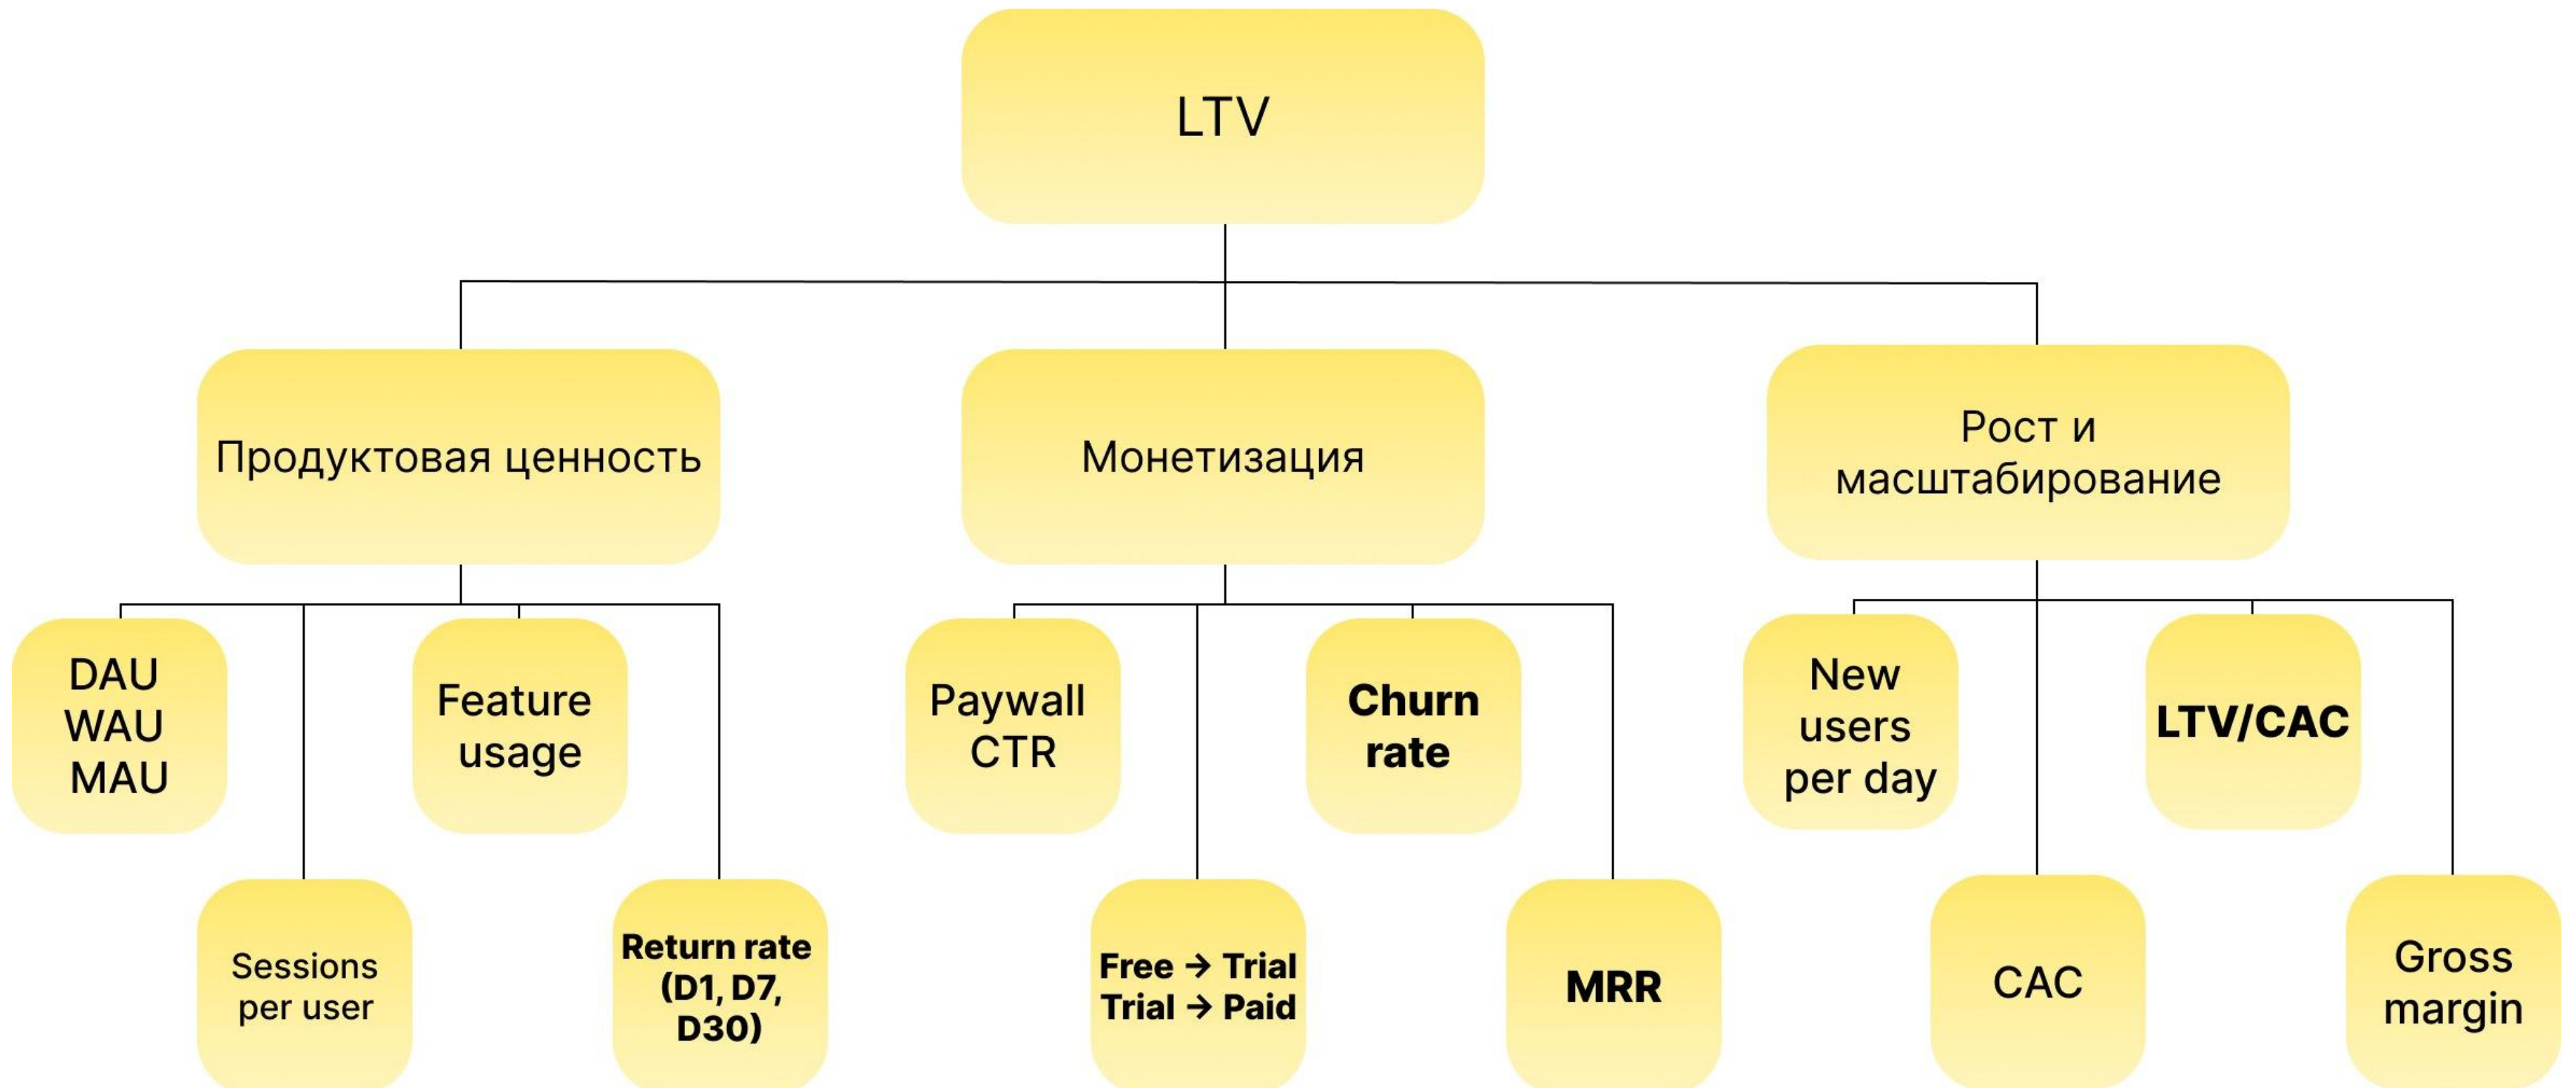 LTV
Продуктовая ценность
Монетизация
Рост и
масштабирование
DAU
WAU
MAU
Sessions
per user
Feature
usage
Return rate
(D1, D7,
D30)
Paywall
CTR
Free → Trial
Trial → Paid
Churn
rate
MRR
New
users
per day
CAC
LTV/CAC
Gross
margin